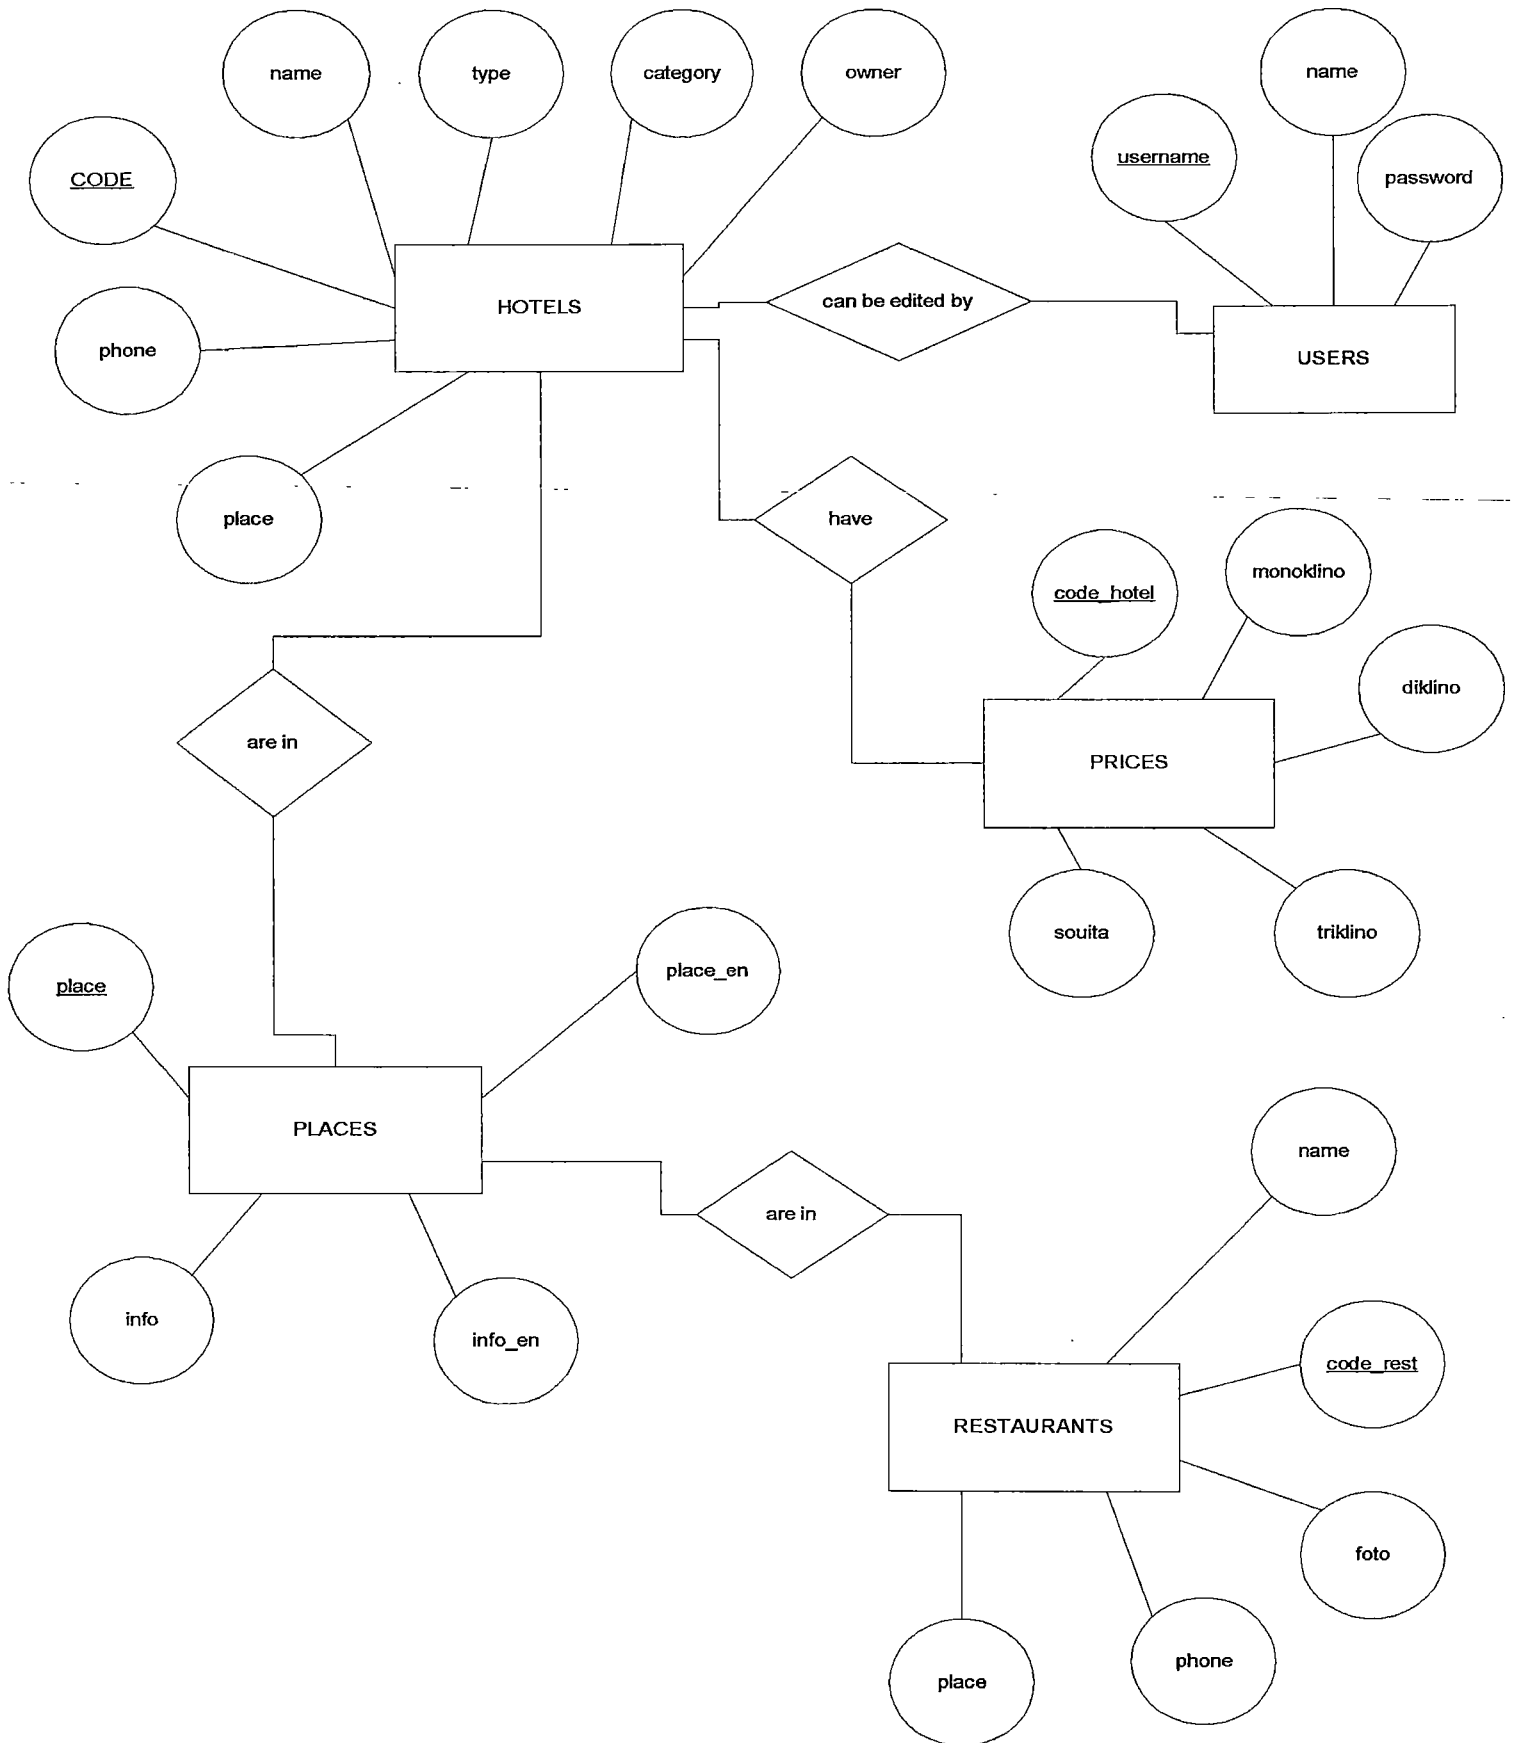 name
type
category
owner
name
username
password
CODE
HOTELS
can be edited by
USERS
phone
place
have
code_hotel
monoklino
diklino
are in
PRICES
souita
triklino
place
place_en
PLACES
name
are in
info
info_en
code_rest
RESTAURANTS
foto
phone
place